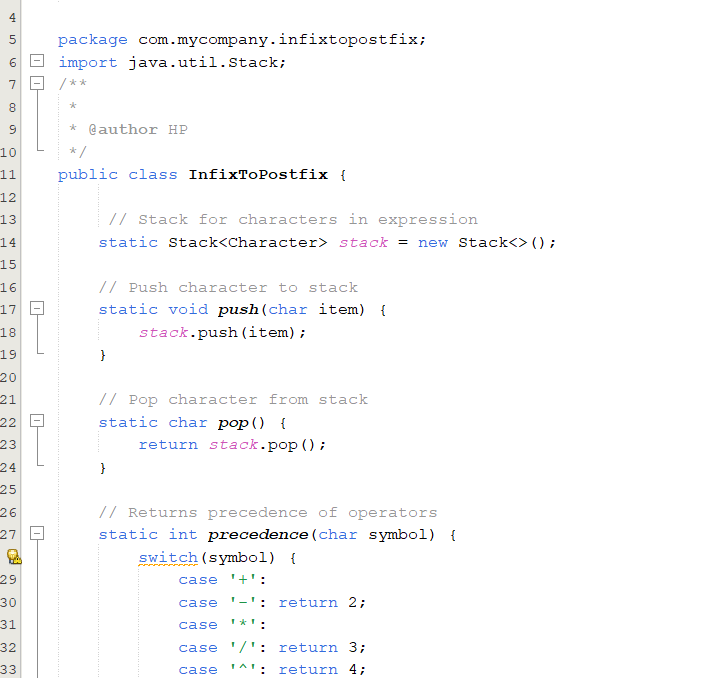 4
5 package com.mycompany.infixtopostfix;
6 import java.util.Stack;
7 /**
8 *
9 * @author HP
10 */
11 public class InfixToPostfix {
12
13 // Stack for characters in expression
14 static Stack<Character> stack = new Stack<>();
15
16 // Push character to stack
17 static void push(char item) {
18 stack.push(item);
19 }
20
21 // Pop character from stack
22 static char pop() {
23 return stack.pop();
24 }
25
26 // Returns precedence of operators
27 static int precedence(char symbol) {
switch(symbol) {
29 case '+':
30 case '-': return 2;
31 case '*':
32 case '/': return 3;
33 case '^': return 4;